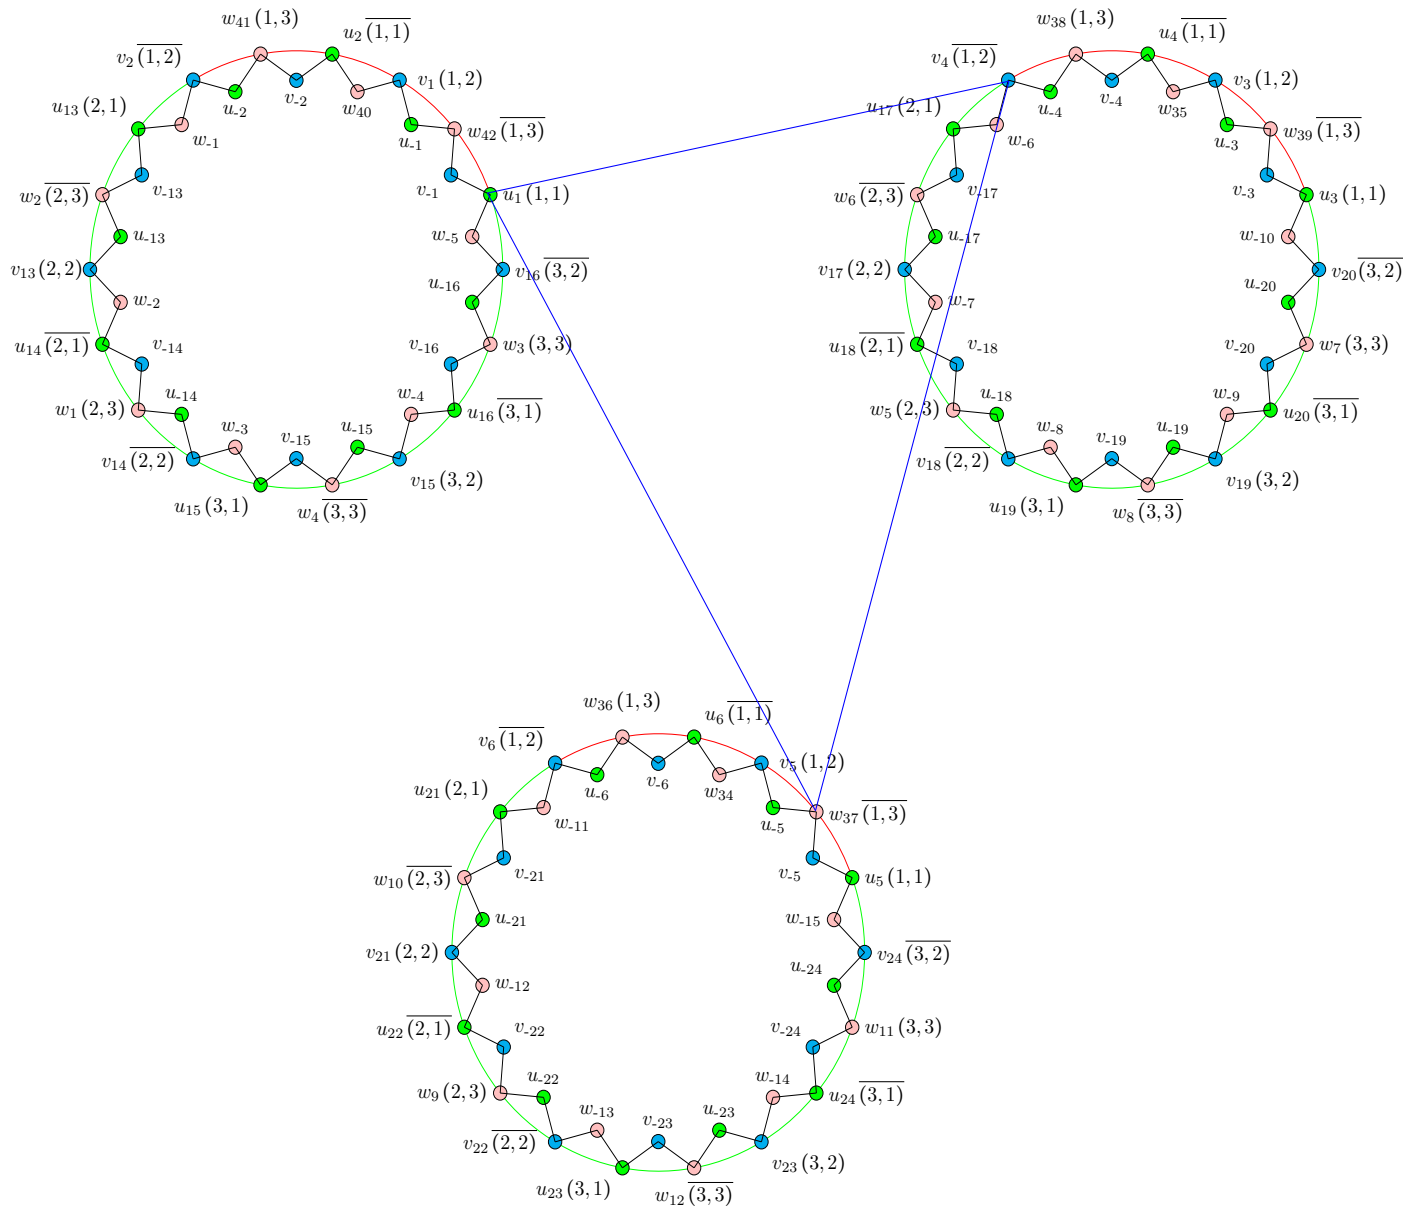 w₄₁(1,3)
u₂(1,1)‾
v₂(1,2)‾
v₁(1,2)
u₋₂
v₋₂
w₄₀
u₁₃(2,1)
w₋₁
u₋₁
w₄₂(1,3)‾
w₂(2,3)‾
v₋₁₃
v₋₁
u₁(1,1)
u₋₁₃
w₋₅
v₁₃(2,2)
v₁₆(3,2)‾
w₋₂
u₋₁₆
u₁₄(2,1)‾
v₋₁₄
v₋₁₆
w₃(3,3)
w₁(2,3)
u₋₁₄
w₋₄
u₁₆(3,1)‾
v₁₄(2,2)‾
w₋₃
v₋₁₅
u₋₁₅
v₁₅(3,2)
u₁₅(3,1)
w₄(3,3)‾
w₃₈(1,3)
u₄(1,1)‾
v₄(1,2)‾
v₃(1,2)
u₋₄
v₋₄
w₃₅
u₁₇(2,1)
w₋₆
u₋₃
w₃₉(1,3)‾
w₆(2,3)‾
v₋₁₇
v₋₃
u₃(1,1)
u₋₁₇
w₋₁₀
v₁₇(2,2)
v₂₀(3,2)‾
w₋₇
u₋₂₀
u₁₈(2,1)‾
v₋₁₈
v₋₂₀
w₇(3,3)
w₅(2,3)
u₋₁₈
w₋₉
u₂₀(3,1)‾
v₁₈(2,2)‾
w₋₈
v₋₁₉
u₋₁₉
v₁₉(3,2)
u₁₉(3,1)
w₈(3,3)‾
w₃₆(1,3)
u₆(1,1)‾
v₆(1,2)‾
v₅(1,2)
u₋₆
v₋₆
w₃₄
u₂₁(2,1)
w₋₁₁
u₋₅
w₃₇(1,3)‾
w₁₀(2,3)‾
v₋₂₁
v₋₅
u₅(1,1)
u₋₂₁
w₋₁₅
v₂₁(2,2)
v₂₄(3,2)‾
w₋₁₂
u₋₂₄
u₂₂(2,1)‾
v₋₂₂
v₋₂₄
w₁₁(3,3)
w₉(2,3)
u₋₂₂
w₋₁₄
u₂₄(3,1)‾
v₂₂(2,2)‾
w₋₁₃
v₋₂₃
u₋₂₃
v₂₃(3,2)
u₂₃(3,1)
w₁₂(3,3)‾